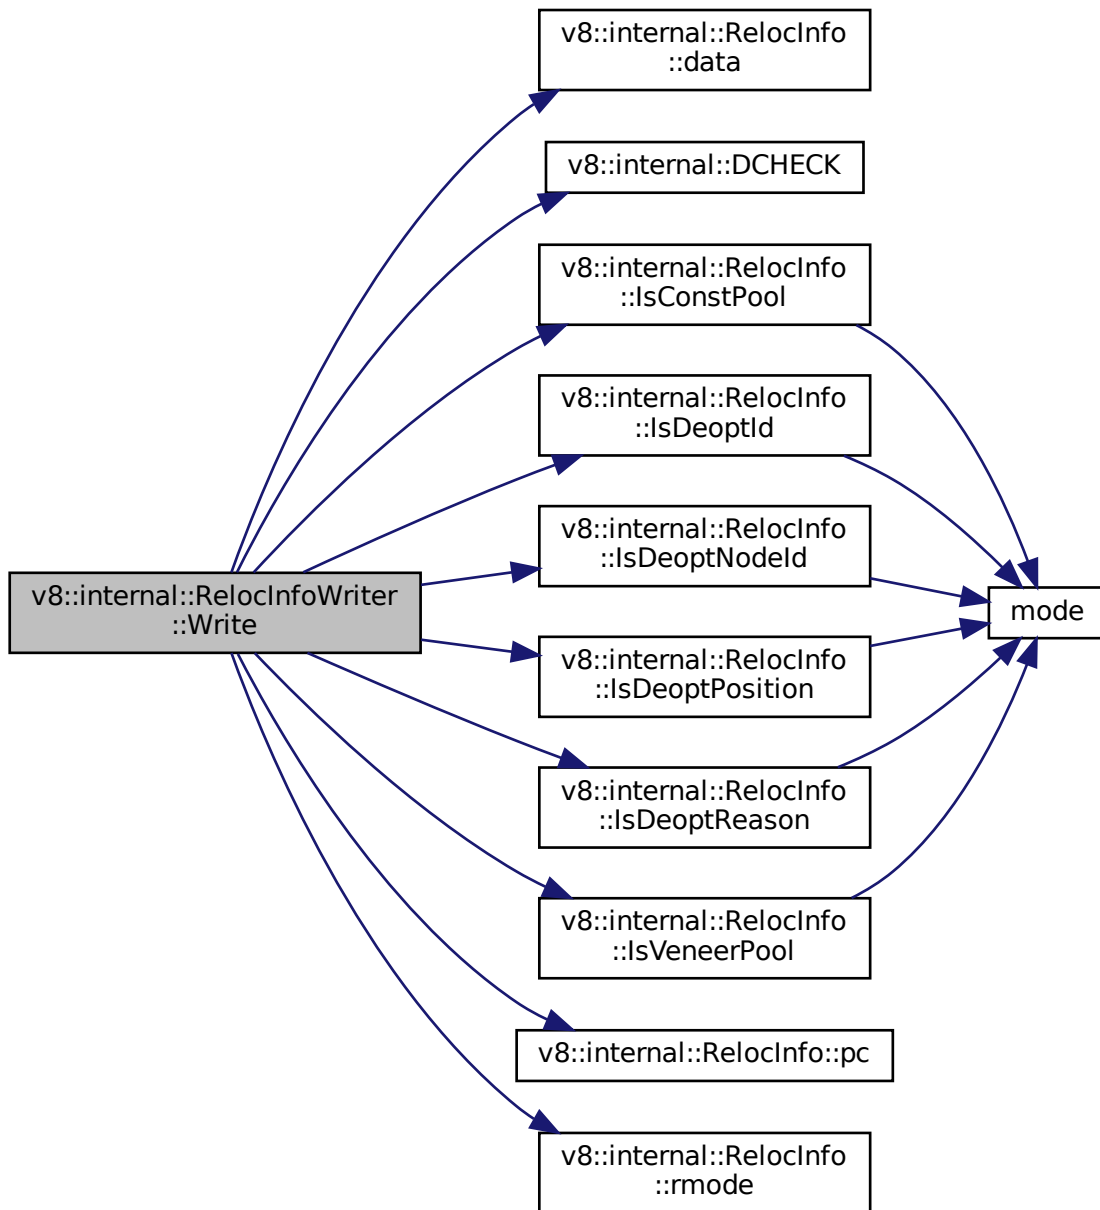 v8::internal::RelocInfo
::data
v8::internal::DCHECK
v8::internal::RelocInfo
::IsConstPool
v8::internal::RelocInfo
::IsDeoptId
v8::internal::RelocInfo
::IsDeoptNodeId
v8::internal::RelocInfoWriter
::Write
mode
v8::internal::RelocInfo
::IsDeoptPosition
v8::internal::RelocInfo
::IsDeoptReason
v8::internal::RelocInfo
::IsVeneerPool
v8::internal::RelocInfo::pc
v8::internal::RelocInfo
::rmode